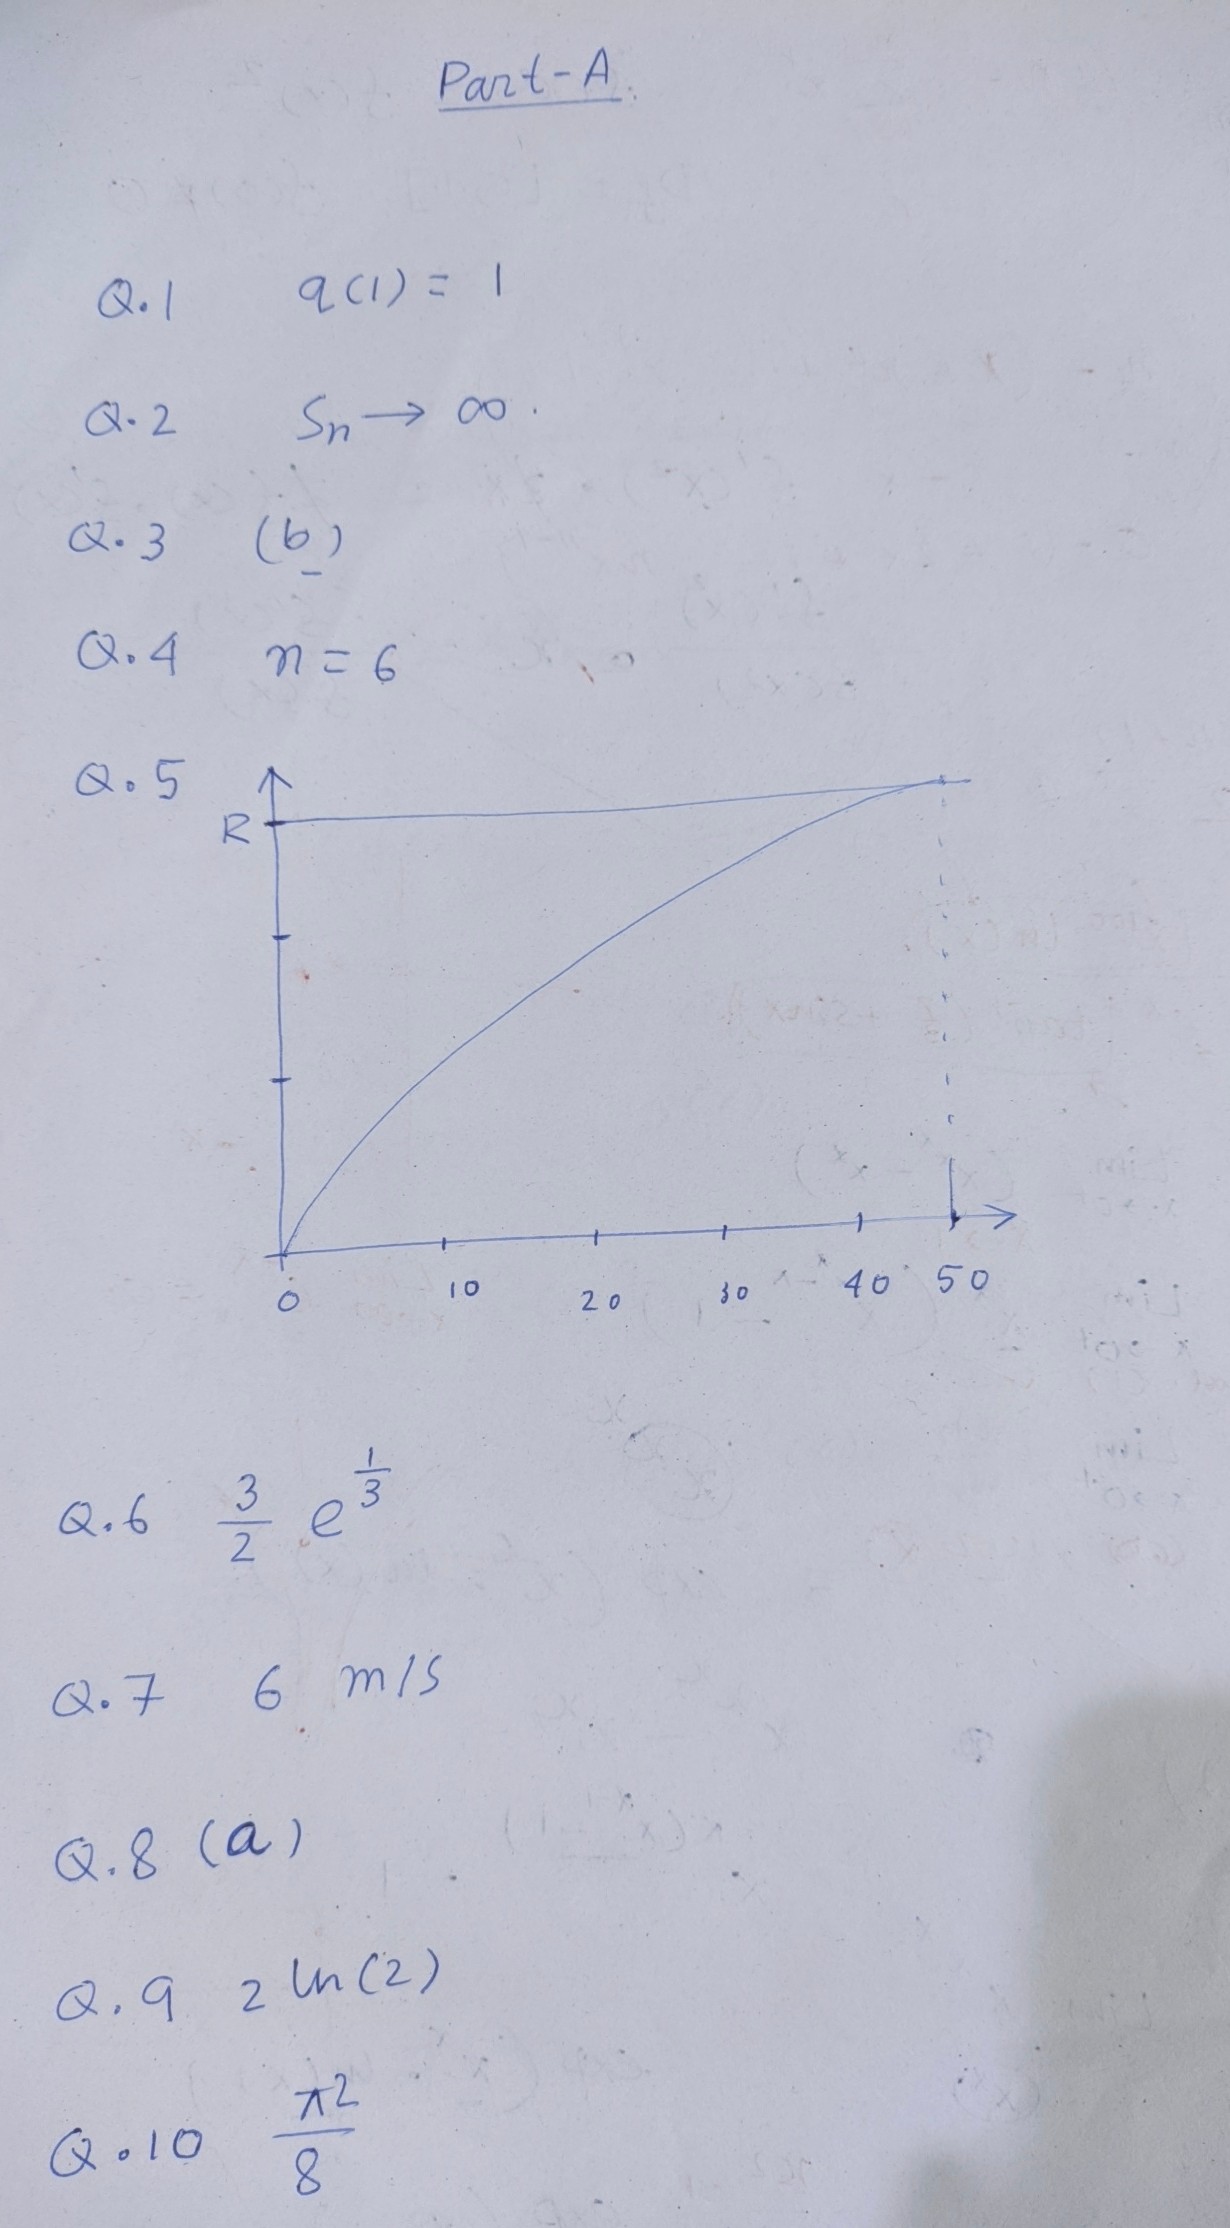 Part-A.
Q.1 q(1) = 1
Q.2 Sn → ∞.
Q.3 (b)
Q.4 n = 6
Q.5
R
0 10 20 30 40 50
Q.6 3/2 e^1/3
Q.7 6 m/s
Q.8 (a)
Q.9 2 ln(2)
Q.10 π²/8